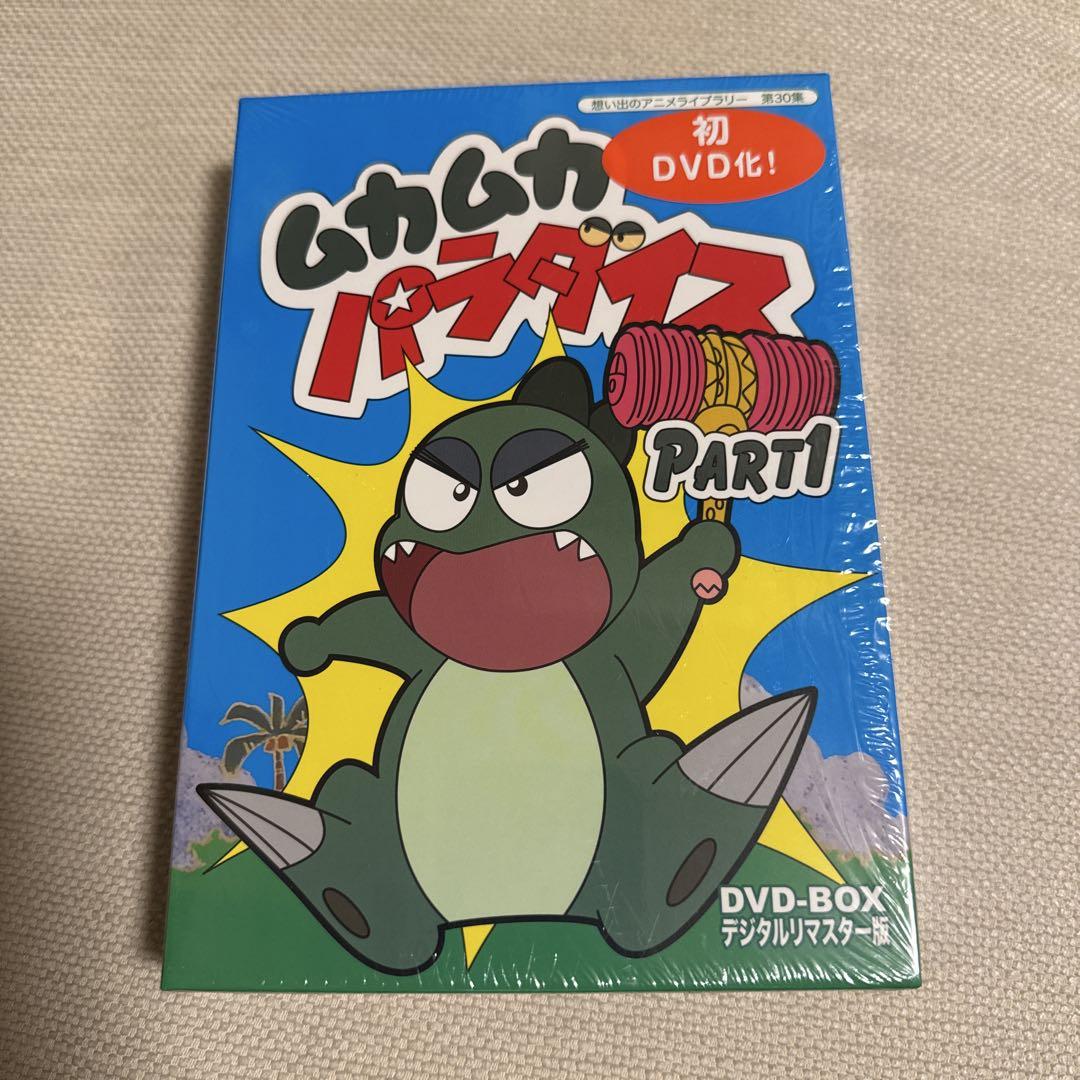 想い出のアニメライブラリー 第30集
初
DVD化!
ムカムカ
パラダイス
PART1
DVD-BOX
デジタルリマスター版